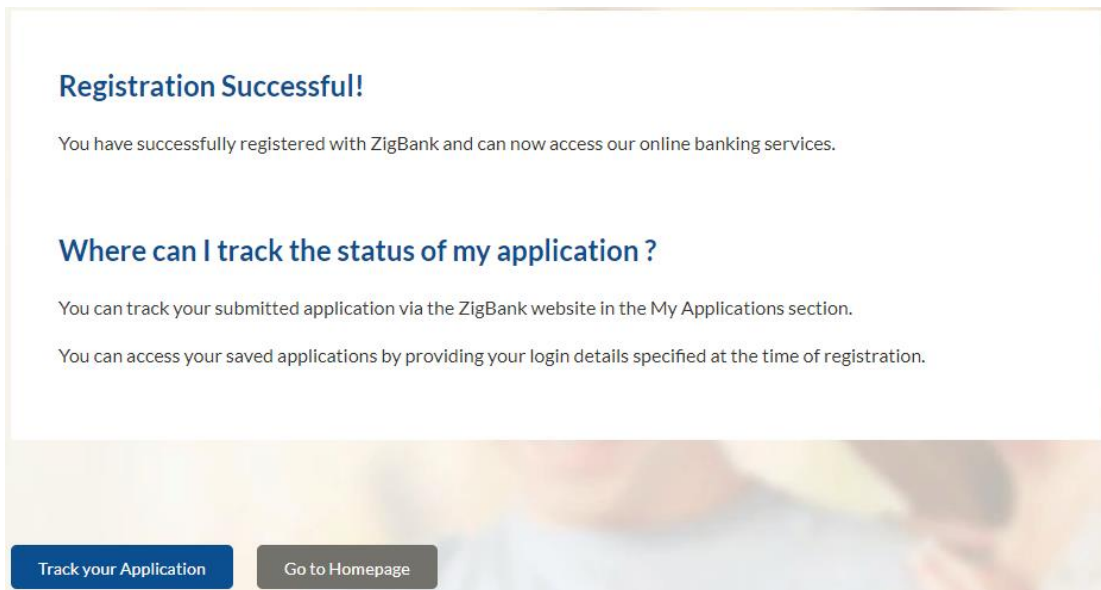 Registration Successful!
You have successfully registered with ZigBank and can now access our online banking services.
Where can I track the status of my application ?
You can track your submitted application via the ZigBank website in the My Applications section.
You can access your saved applications by providing your login details specified at the time of registration.
Track your Application
Go to Homepage